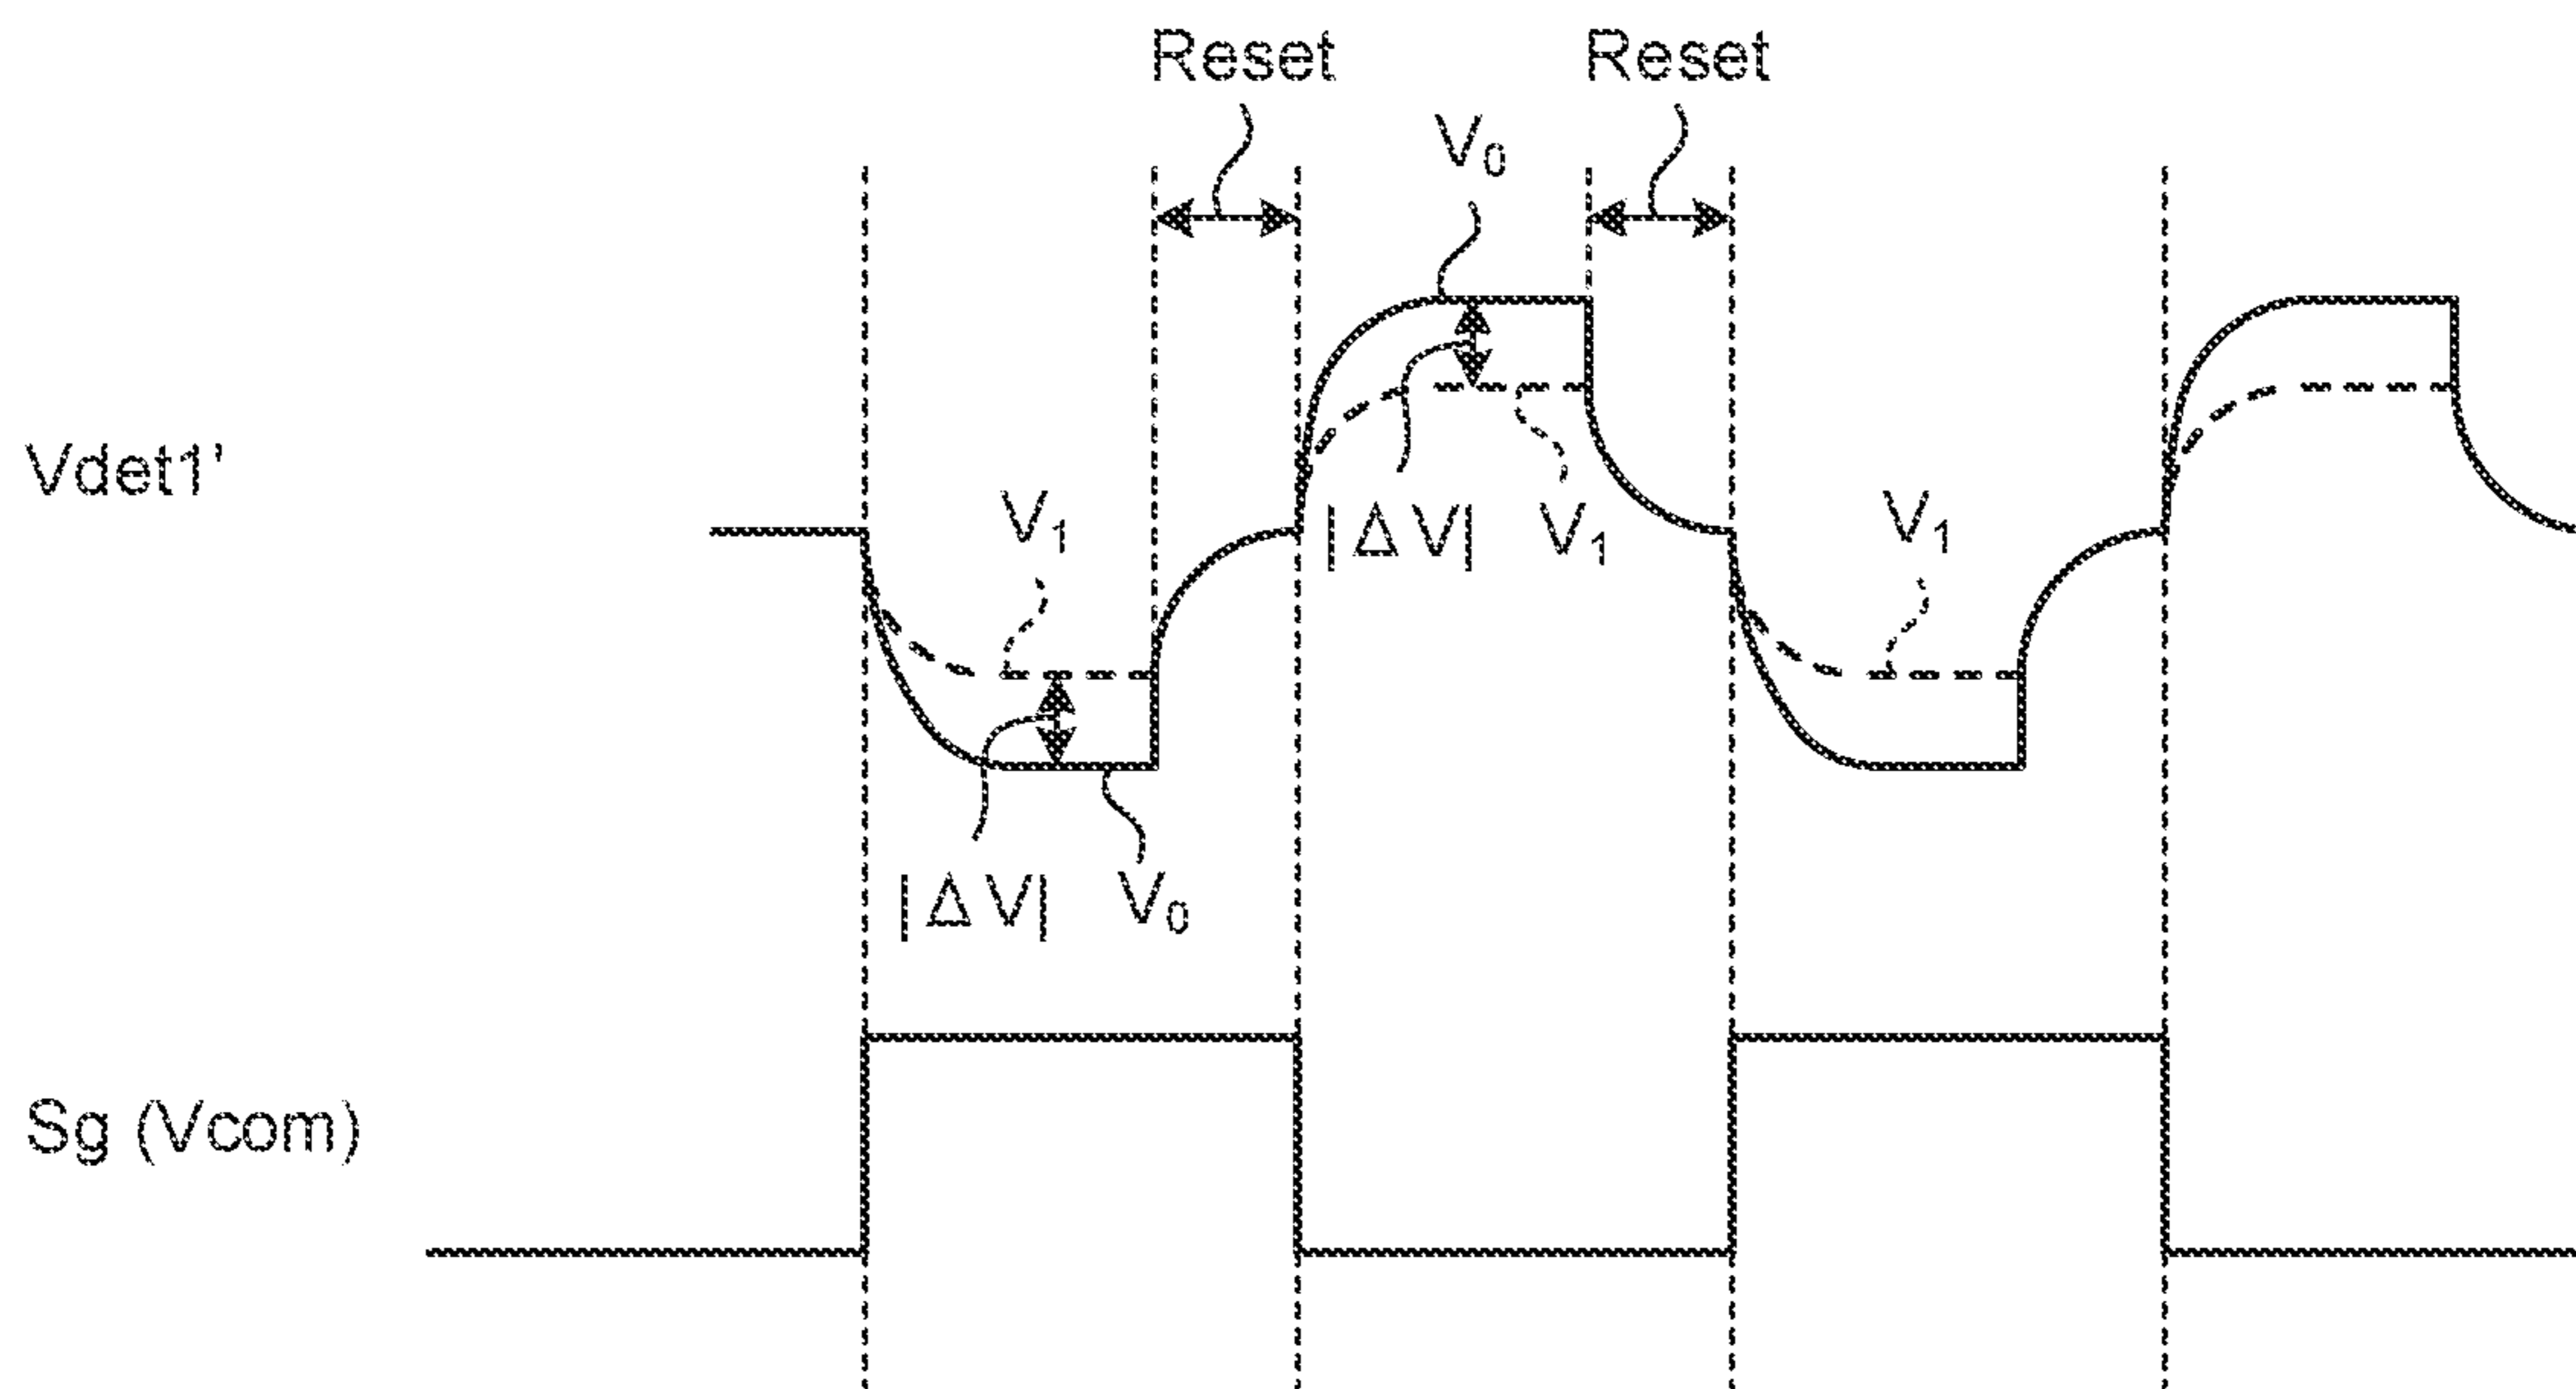 Reset
Reset
V₀
Vdet1'
V₁
|ΔV|
V₁
V₁
|ΔV|
V₀
Sg (Vcom)